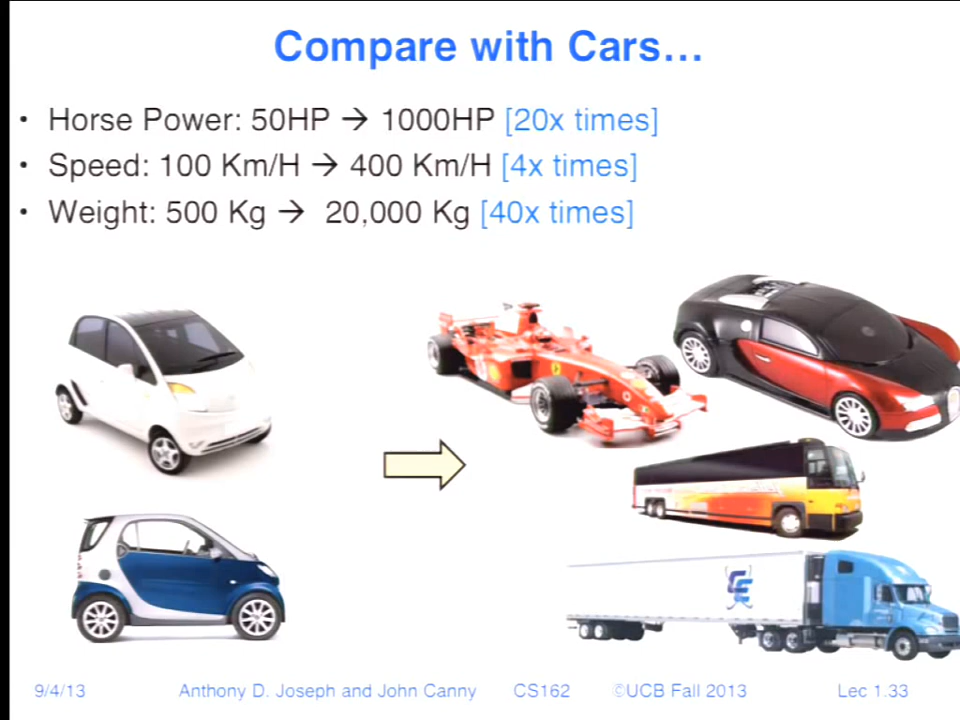 Compare with Cars…
• Horse Power: 50HP → 1000HP [20x times]
• Speed: 100 Km/H → 400 Km/H [4x times]
• Weight: 500 Kg → 20,000 Kg [40x times]
CE
9/4/13 Anthony D. Joseph and John Canny CS162 ©UCB Fall 2013 Lec 1.33